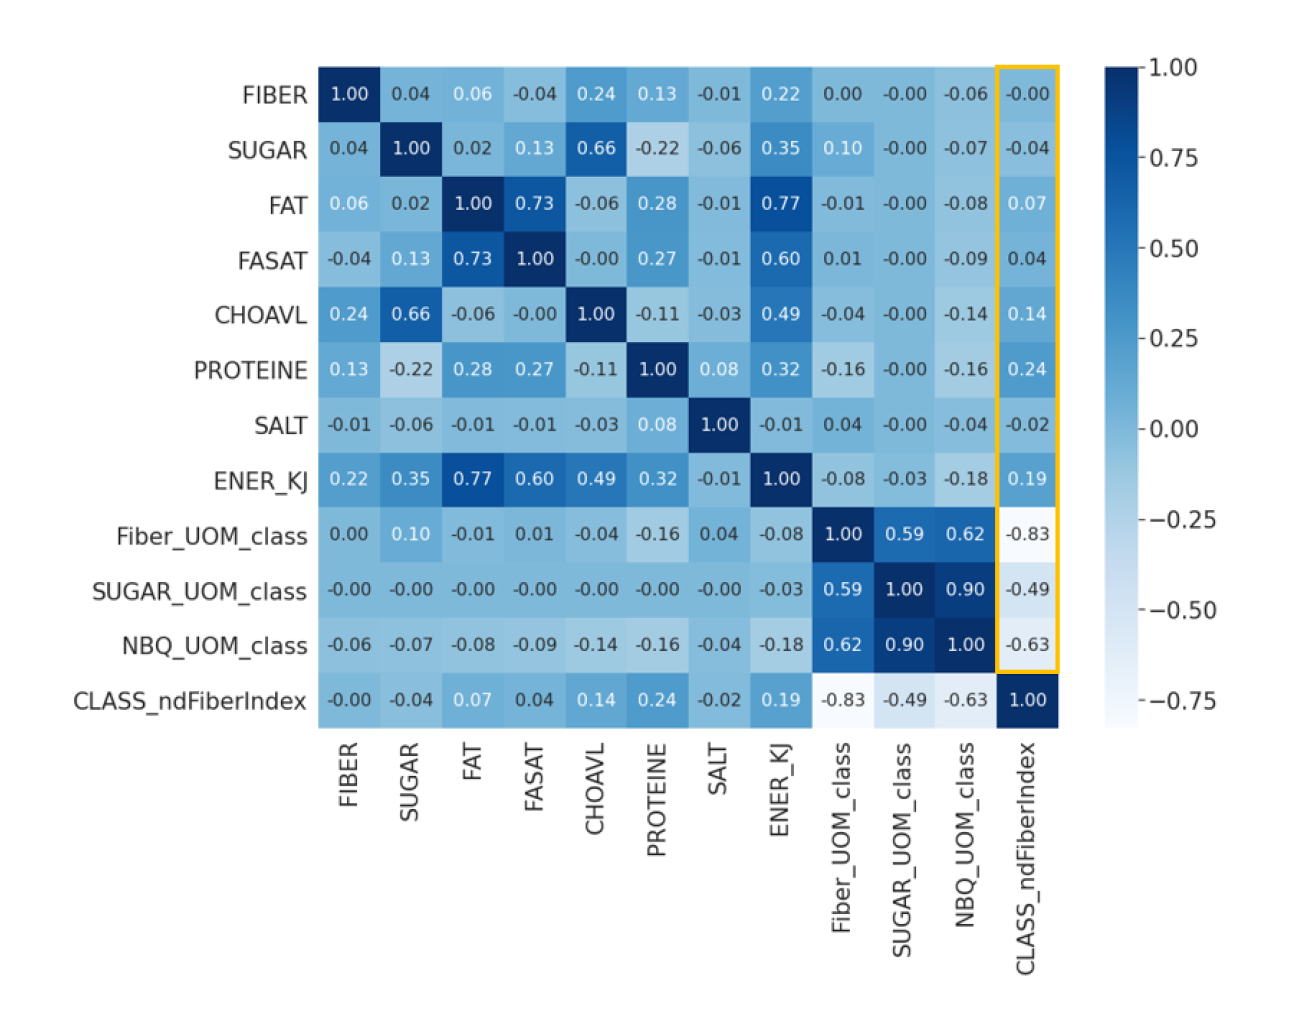 FIBER 1.00 0.04 0.06 -0.04 0.24 0.13 -0.01 0.22 0.00 -0.00 -0.06 -0.00
SUGAR 0.04 1.00 0.02 0.13 0.66 -0.22 -0.06 0.35 0.10 -0.00 -0.07 -0.04
FAT 0.06 0.02 1.00 0.73 -0.06 0.28 -0.01 0.77 -0.01 -0.00 -0.08 0.07
FASAT -0.04 0.13 0.73 1.00 -0.00 0.27 -0.01 0.60 0.01 -0.00 -0.09 0.04
CHOAVL 0.24 0.66 -0.06 -0.00 1.00 -0.11 -0.03 0.49 -0.04 -0.00 -0.14 0.14
PROTEINE 0.13 -0.22 0.28 0.27 -0.11 1.00 0.08 0.32 -0.16 -0.00 -0.16 0.24
SALT -0.01 -0.06 -0.01 -0.01 -0.03 0.08 1.00 -0.01 0.04 -0.00 -0.04 -0.02
ENER_KJ 0.22 0.35 0.77 0.60 0.49 0.32 -0.01 1.00 -0.08 -0.03 -0.18 0.19
Fiber_UOM_class 0.00 0.10 -0.01 0.01 -0.04 -0.16 0.04 -0.08 1.00 0.59 0.62 -0.83
SUGAR_UOM_class -0.00 -0.00 -0.00 -0.00 -0.00 -0.00 -0.00 -0.03 0.59 1.00 0.90 -0.49
NBQ_UOM_class -0.06 -0.07 -0.08 -0.09 -0.14 -0.16 -0.04 -0.18 0.62 0.90 1.00 -0.63
CLASS_ndFiberIndex -0.00 -0.04 0.07 0.04 0.14 0.24 -0.02 0.19 -0.83 -0.49 -0.63 1.00
FIBER
SUGAR
FAT
FASAT
CHOAVL
PROTEINE
SALT
ENER_KJ
Fiber_UOM_class
SUGAR_UOM_class
NBQ_UOM_class
CLASS_ndFiberIndex
1.00
0.75
0.50
0.25
0.00
−0.25
−0.50
−0.75